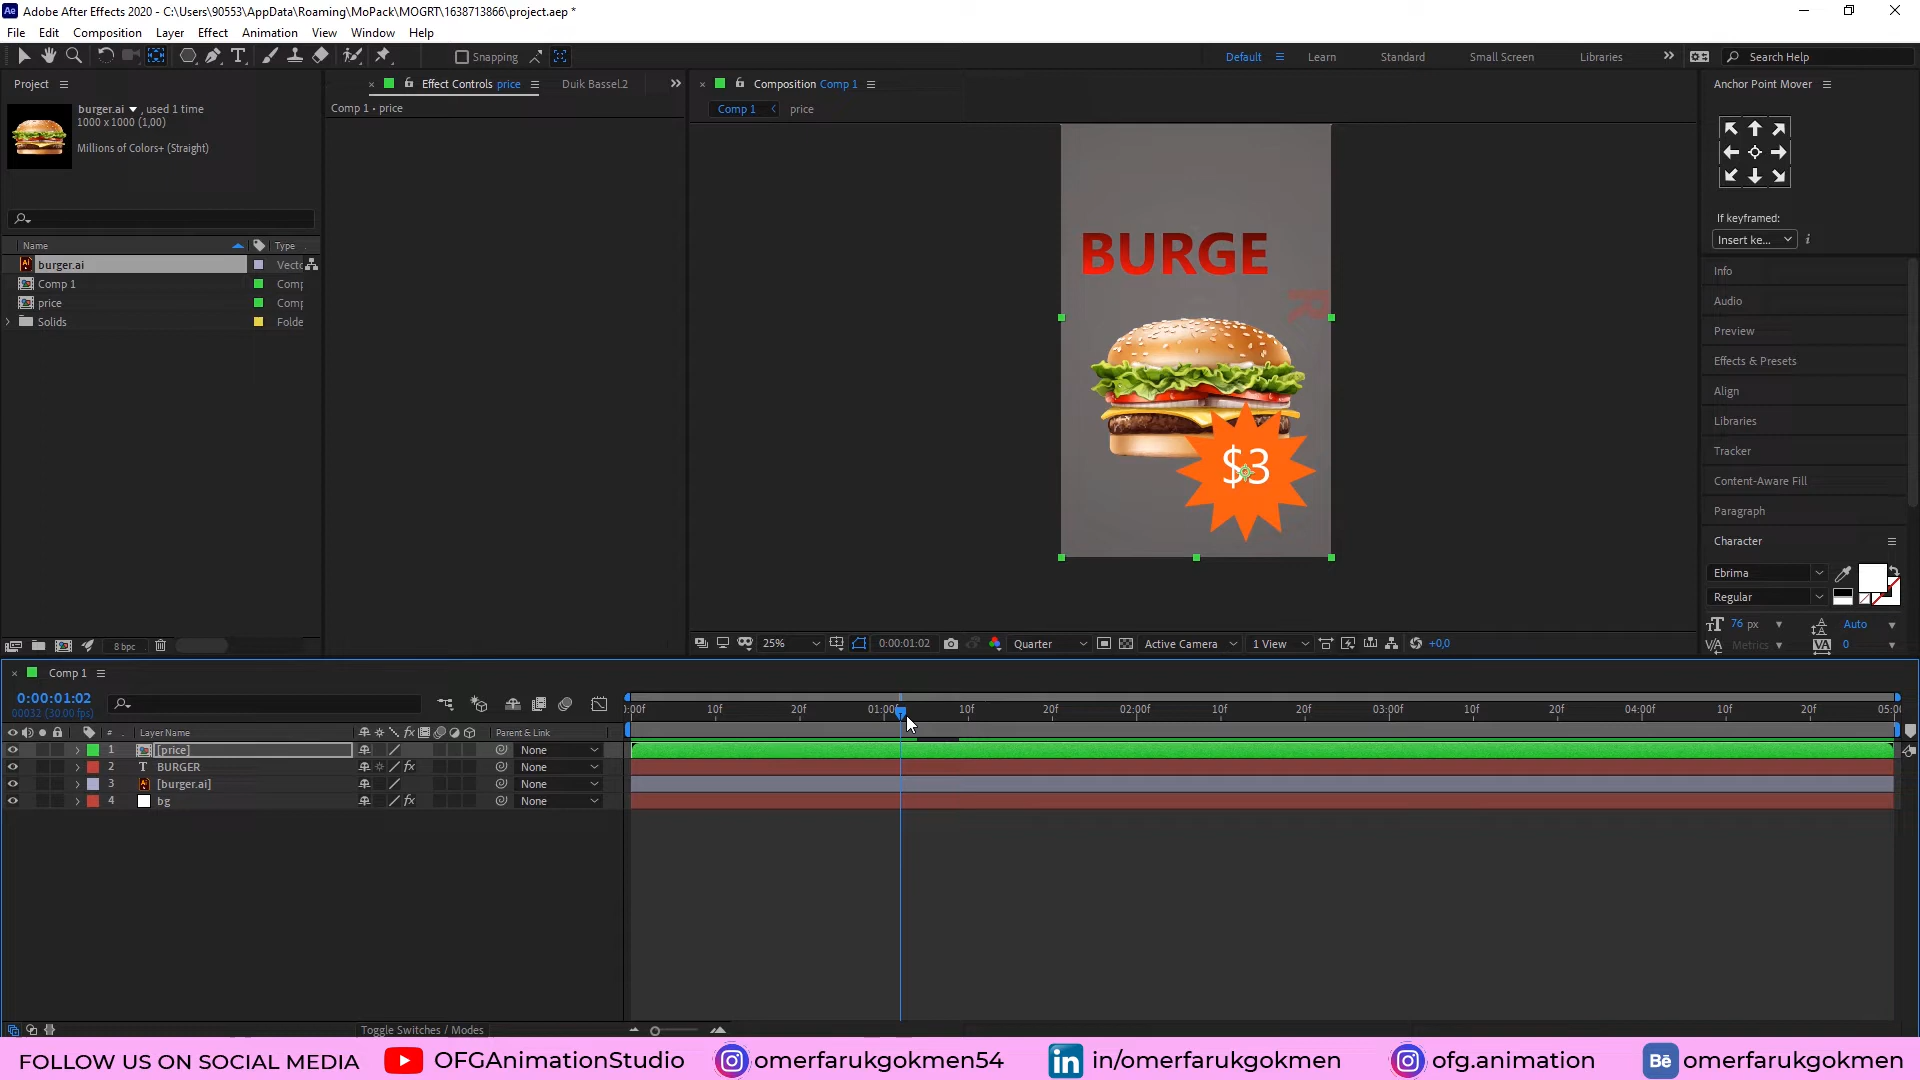 Adobe After Effects 2020 - C:\Users\90553\AppData\Roaming\MoPack\MOGRT\1638713866\project.aep *
File Edit Composition Layer Effect Animation View Window Help
Snapping Default Learn Standard Small Screen Libraries Search Help
Project Effect Controls price Duik Bassel.2 Composition Comp 1 Anchor Point Mover
burger.ai , used 1 time
1000 x 1000 (1,00)
Millions of Colors+ (Straight)
Comp 1 • price
Comp 1 price
If keyframed:
Insert ke...
Name Type
burger.ai Vectc
Comp 1 Comp
price Comp
Solids Folde
BURGE
R
$3
Info
Audio
Preview
Effects & Presets
Align
Libraries
Tracker
Content-Aware Fill
Paragraph
Character
Ebrima
Regular
76 px Auto
Metrics 0
8 bpc
25% 0:00:01:02 Quarter Active Camera 1 View +0,0
Comp 1
0:00:01:02
00032 (30.00 fps)
):00f 10f 20f 01:00f 10f 20f 02:00f 10f 20f 03:00f 10f 20f 04:00f 10f 20f 05:00
# Layer Name Parent & Link
1 [price] None
2 T BURGER fx None
3 [burger.ai] None
4 bg fx None
Toggle Switches / Modes
FOLLOW US ON SOCIAL MEDIA OFGAnimationStudio omerfarukgokmen54 in/omerfarukgokmen ofg.animation omerfarukgokmen